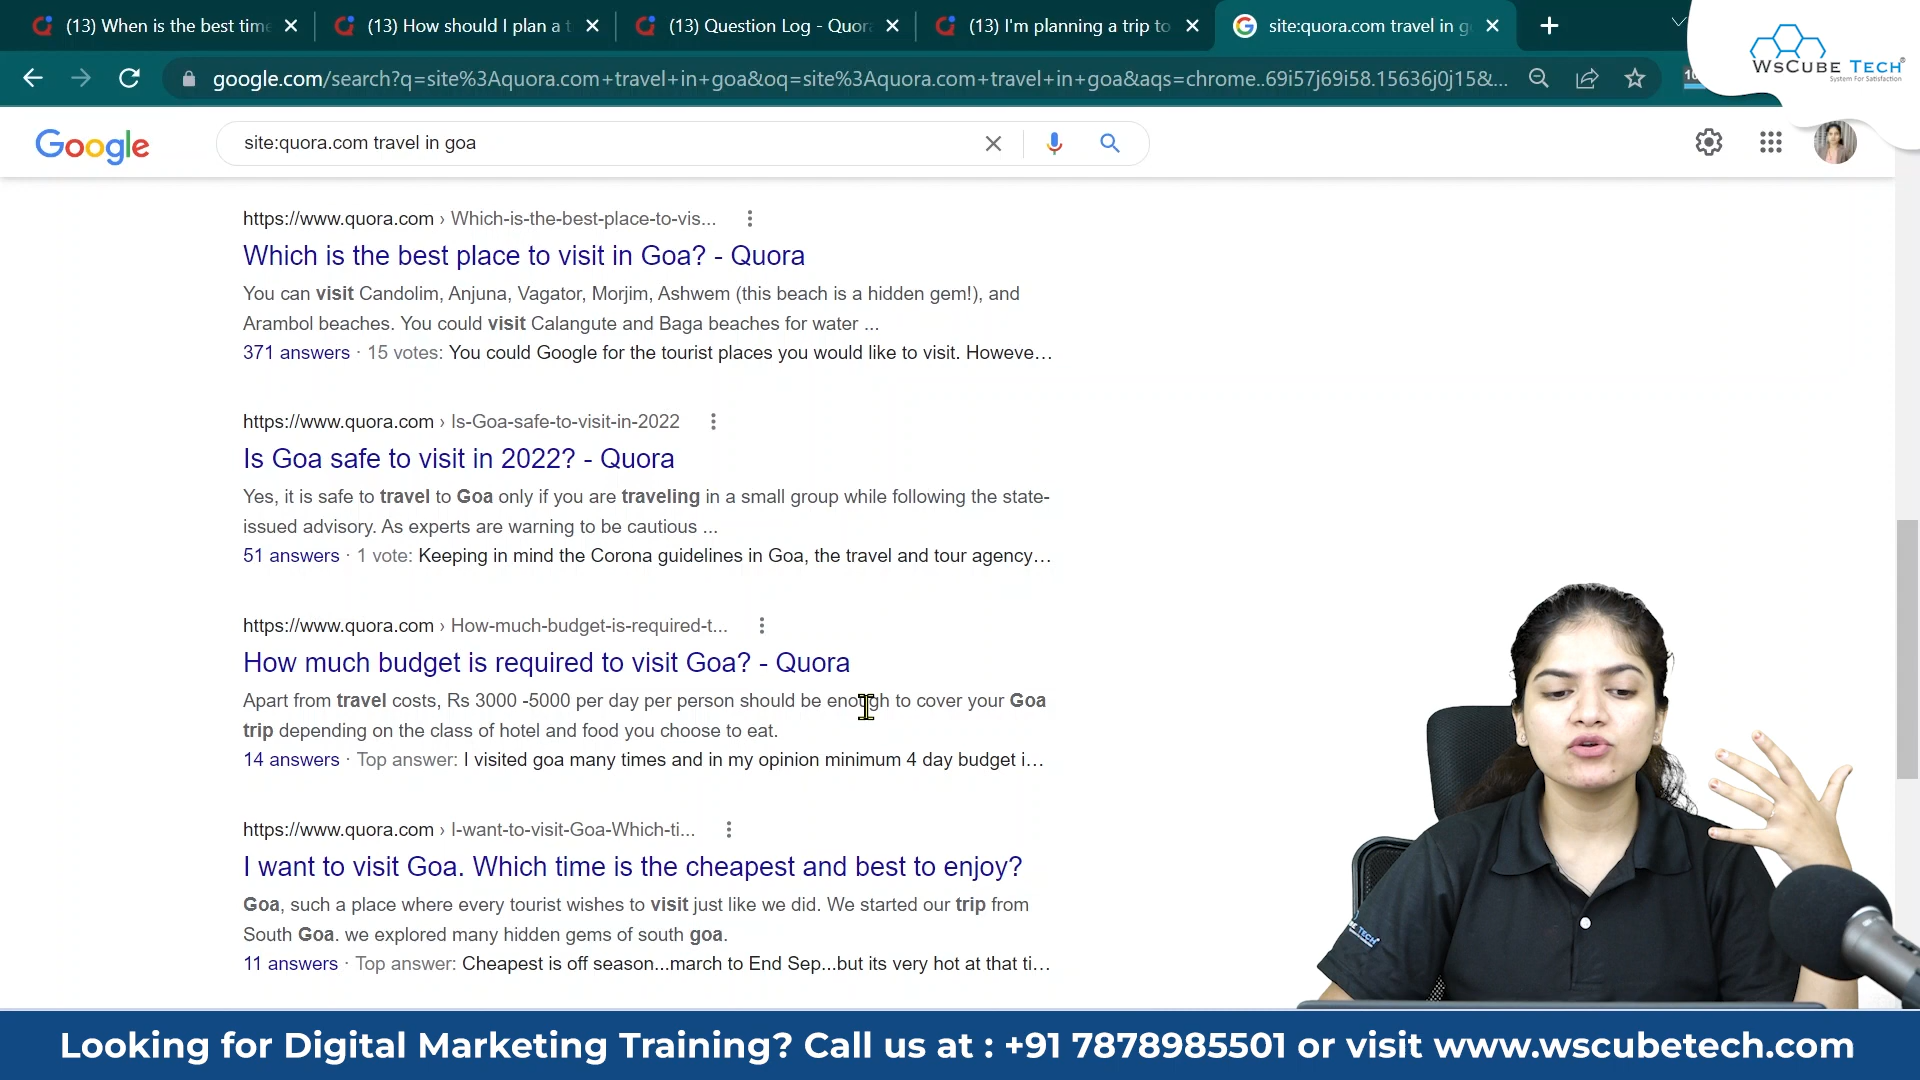 (13) When is the best time
(13) How should I plan a t
(13) Question Log - Quora
(13) I'm planning a trip to
site:quora.com travel in g
WsCube Tech®
System For Satisfaction
google.com/search?q=site%3Aquora.com+travel+in+goa&oq=site%3Aquora.com+travel+in+goa&aqs=chrome..69i57j69i58.15636j0j15&...
Google
site:quora.com travel in goa
https://www.quora.com › Which-is-the-best-place-to-vis...
Which is the best place to visit in Goa? - Quora
You can visit Candolim, Anjuna, Vagator, Morjim, Ashwem (this beach is a hidden gem!), and
Arambol beaches. You could visit Calangute and Baga beaches for water ...
371 answers · 15 votes: You could Google for the tourist places you would like to visit. Howeve...
https://www.quora.com › Is-Goa-safe-to-visit-in-2022
Is Goa safe to visit in 2022? - Quora
Yes, it is safe to travel to Goa only if you are traveling in a small group while following the state-
issued advisory. As experts are warning to be cautious ...
51 answers · 1 vote: Keeping in mind the Corona guidelines in Goa, the travel and tour agency...
https://www.quora.com › How-much-budget-is-required-t...
How much budget is required to visit Goa? - Quora
Apart from travel costs, Rs 3000 -5000 per day per person should be enough to cover your Goa
trip depending on the class of hotel and food you choose to eat.
14 answers · Top answer: I visited goa many times and in my opinion minimum 4 day budget i...
https://www.quora.com › I-want-to-visit-Goa-Which-ti...
I want to visit Goa. Which time is the cheapest and best to enjoy?
Goa, such a place where every tourist wishes to visit just like we did. We started our trip from
South Goa. we explored many hidden gems of south goa.
11 answers · Top answer: Cheapest is off season...march to End Sep...but its very hot at that ti...
Looking for Digital Marketing Training? Call us at : +91 7878985501 or visit www.wscubetech.com